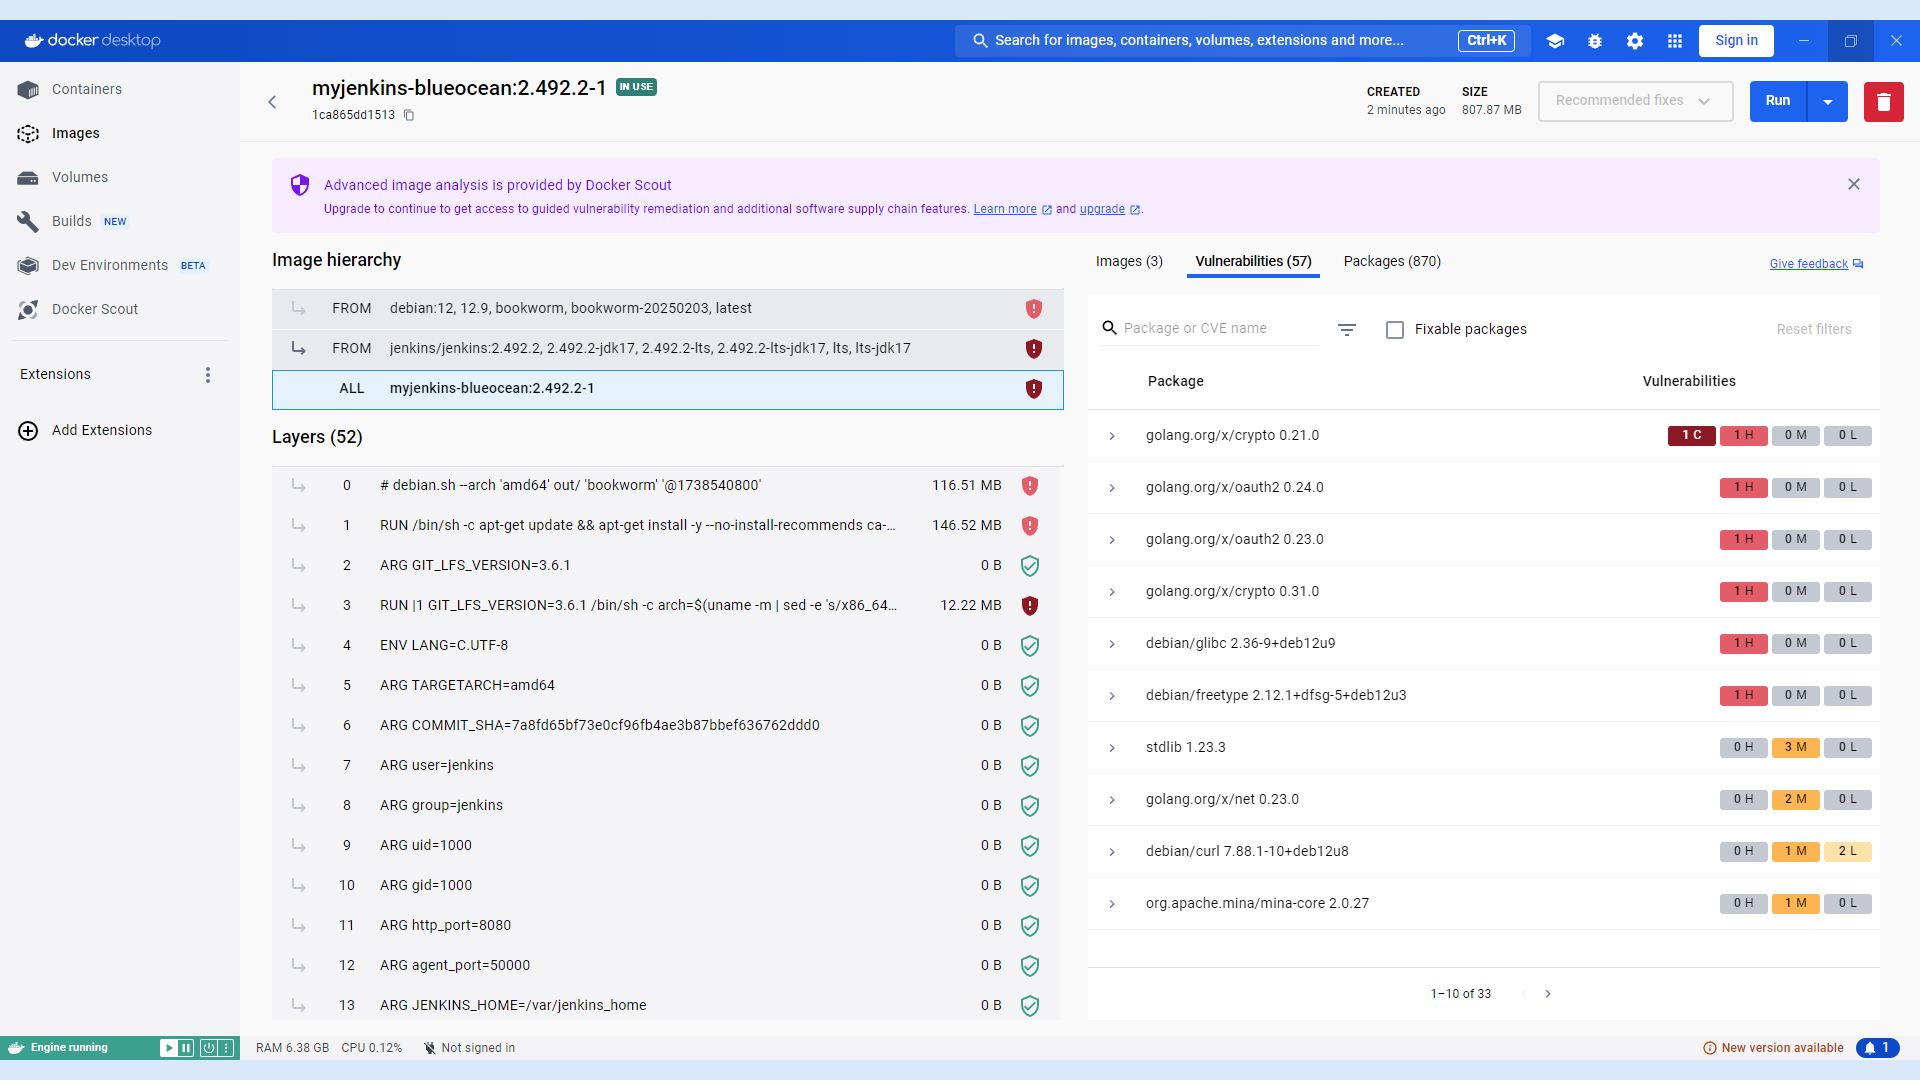 docker desktop
Search for images, containers, volumes, extensions and more...
Ctrl+K
Sign in
Containers
Images
Volumes
Builds NEW
Dev Environments BETA
Docker Scout
Extensions
Add Extensions
myjenkins-blueocean:2.492.2-1 IN USE
1ca865dd1513
CREATED
2 minutes ago
SIZE
807.87 MB
Recommended fixes
Run
Advanced image analysis is provided by Docker Scout
Upgrade to continue to get access to guided vulnerability remediation and additional software supply chain features. Learn more and upgrade .
Image hierarchy
FROM debian:12, 12.9, bookworm, bookworm-20250203, latest
FROM jenkins/jenkins:2.492.2, 2.492.2-jdk17, 2.492.2-lts, 2.492.2-lts-jdk17, lts, lts-jdk17
ALL myjenkins-blueocean:2.492.2-1
Layers (52)
0 # debian.sh --arch 'amd64' out/ 'bookworm' '@1738540800' 116.51 MB
1 RUN /bin/sh -c apt-get update && apt-get install -y --no-install-recommends ca-... 146.52 MB
2 ARG GIT_LFS_VERSION=3.6.1 0 B
3 RUN |1 GIT_LFS_VERSION=3.6.1 /bin/sh -c arch=$(uname -m | sed -e 's/x86_64... 12.22 MB
4 ENV LANG=C.UTF-8 0 B
5 ARG TARGETARCH=amd64 0 B
6 ARG COMMIT_SHA=7a8fd65bf73e0cf96fb4ae3b87bbef636762ddd0 0 B
7 ARG user=jenkins 0 B
8 ARG group=jenkins 0 B
9 ARG uid=1000 0 B
10 ARG gid=1000 0 B
11 ARG http_port=8080 0 B
12 ARG agent_port=50000 0 B
13 ARG JENKINS_HOME=/var/jenkins_home 0 B
Images (3)
Vulnerabilities (57)
Packages (870)
Give feedback
Package or CVE name
Fixable packages
Reset filters
Package Vulnerabilities
golang.org/x/crypto 0.21.0 1 C 1 H 0 M 0 L
golang.org/x/oauth2 0.24.0 1 H 0 M 0 L
golang.org/x/oauth2 0.23.0 1 H 0 M 0 L
golang.org/x/crypto 0.31.0 1 H 0 M 0 L
debian/glibc 2.36-9+deb12u9 1 H 0 M 0 L
debian/freetype 2.12.1+dfsg-5+deb12u3 1 H 0 M 0 L
stdlib 1.23.3 0 H 3 M 0 L
golang.org/x/net 0.23.0 0 H 2 M 0 L
debian/curl 7.88.1-10+deb12u8 0 H 1 M 2 L
org.apache.mina/mina-core 2.0.27 0 H 1 M 0 L
1–10 of 33
Engine running
RAM 6.38 GB CPU 0.12%
Not signed in
New version available
1